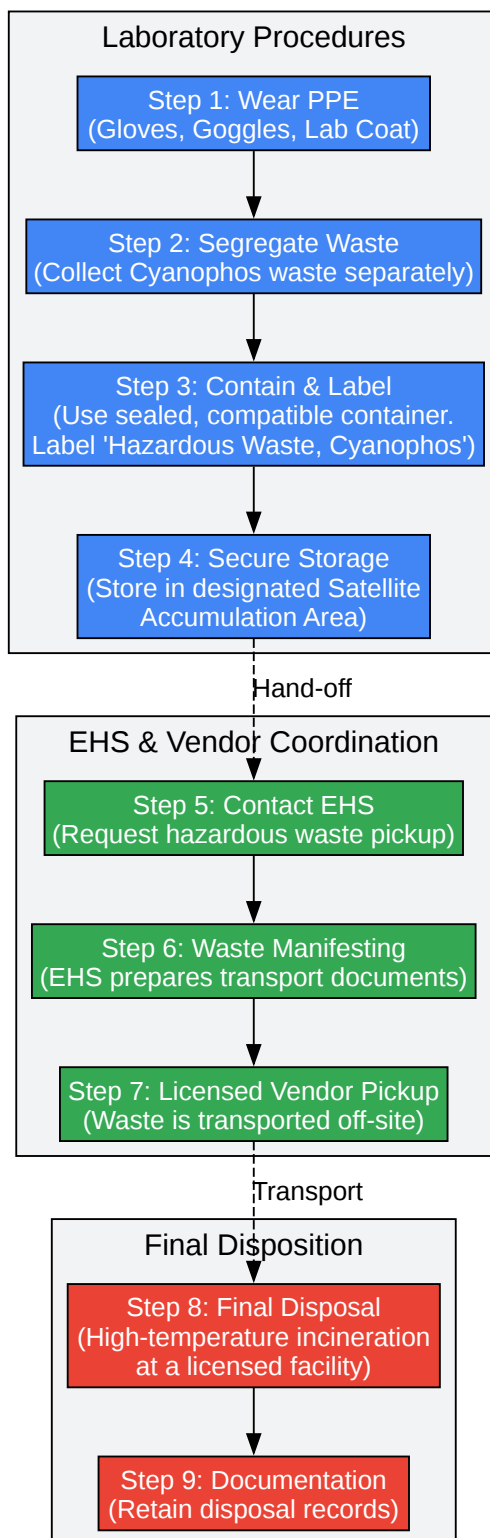 Laboratory Procedures
Step 1: Wear PPE
(Gloves, Goggles, Lab Coat)
Step 2: Segregate Waste
(Collect Cyanophos waste separately)
Step 3: Contain & Label
(Use sealed, compatible container.
Label 'Hazardous Waste, Cyanophos')
Step 4: Secure Storage
(Store in designated Satellite
Accumulation Area)
Hand-off
EHS & Vendor Coordination
Step 5: Contact EHS
(Request hazardous waste pickup)
Step 6: Waste Manifesting
(EHS prepares transport documents)
Step 7: Licensed Vendor Pickup
(Waste is transported off-site)
Transport
Final Disposition
Step 8: Final Disposal
(High-temperature incineration
at a licensed facility)
Step 9: Documentation
(Retain disposal records)